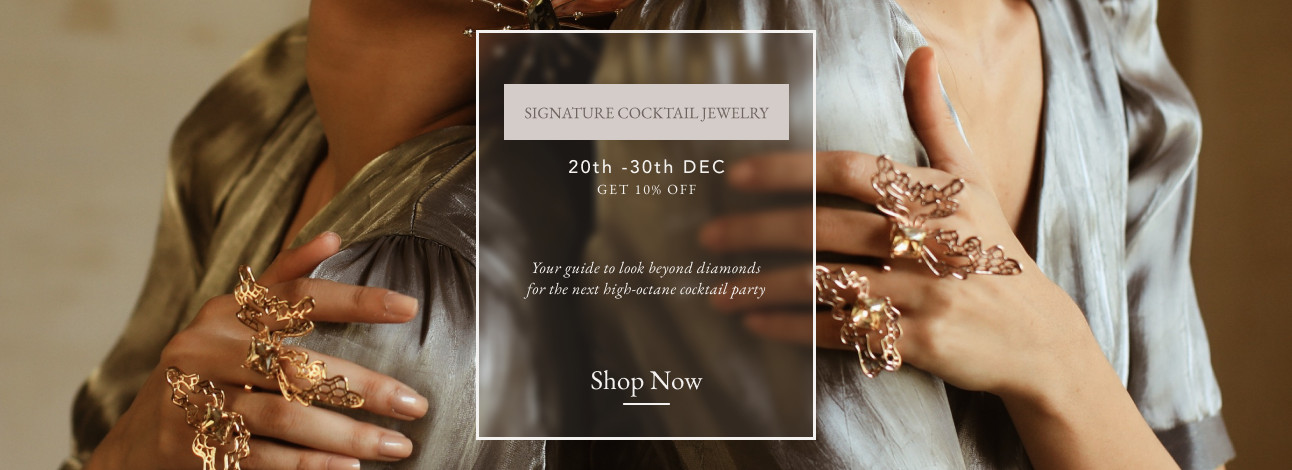 SIGNATURE COCKTAIL JEWELRY
20th -30th DEC
GET 10% OFF
Your guide to look beyond diamonds
for the next high-octane cocktail party
Shop Now